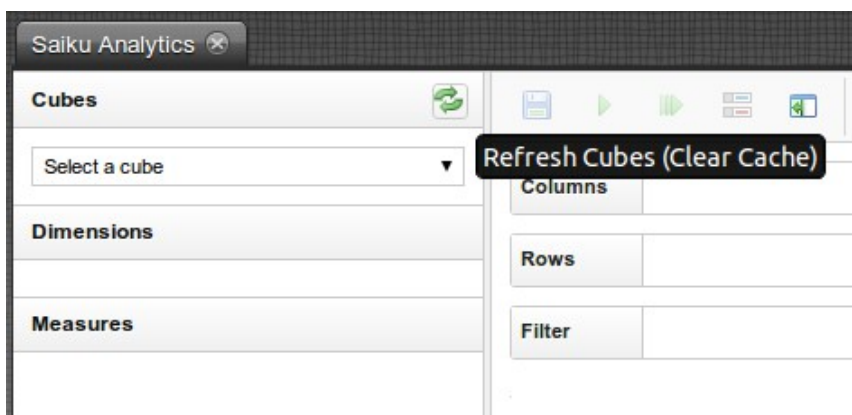 Saiku Analytics
Cubes
Select a cube
Refresh Cubes (Clear Cache)
Dimensions
Measures
Columns
Rows
Filter